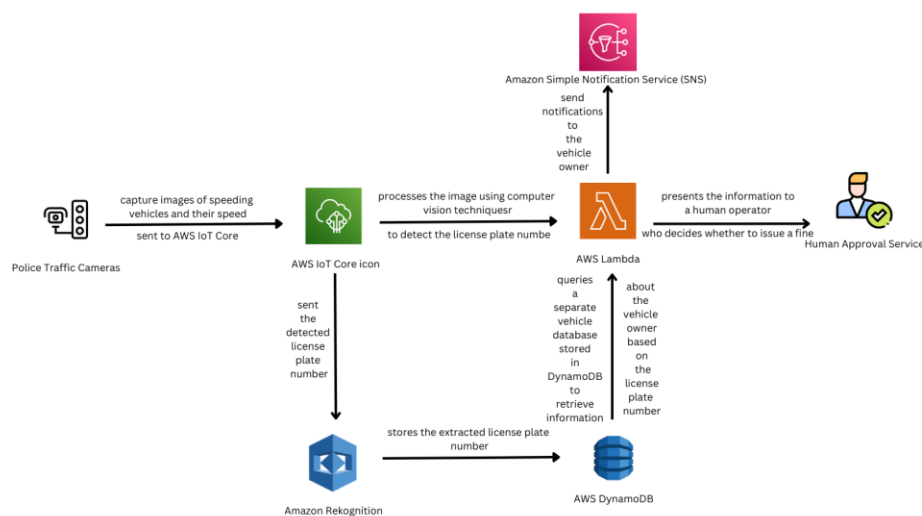 Amazon Simple Notification Service (SNS)
send
notifications
to
the
vehicle
owner
capture images of speeding
vehicles and their speed
sent to AWS IoT Core
processes the image using computer
vision techniquesr
to detect the license plate numbe
presents the information to
a human operator
who decides whether to issue a fine
Police Traffic Cameras
AWS IoT Core icon
AWS Lambda
Human Approval Service
sent
the
detected
license
plate
number
queries
a
separate
vehicle
database
stored
in
DynamoDB
to
retrieve
information
about
the
vehicle
owner
based
on
the
license
plate
number
stores the extracted license plate
number
Amazon Rekognition
AWS DynamoDB